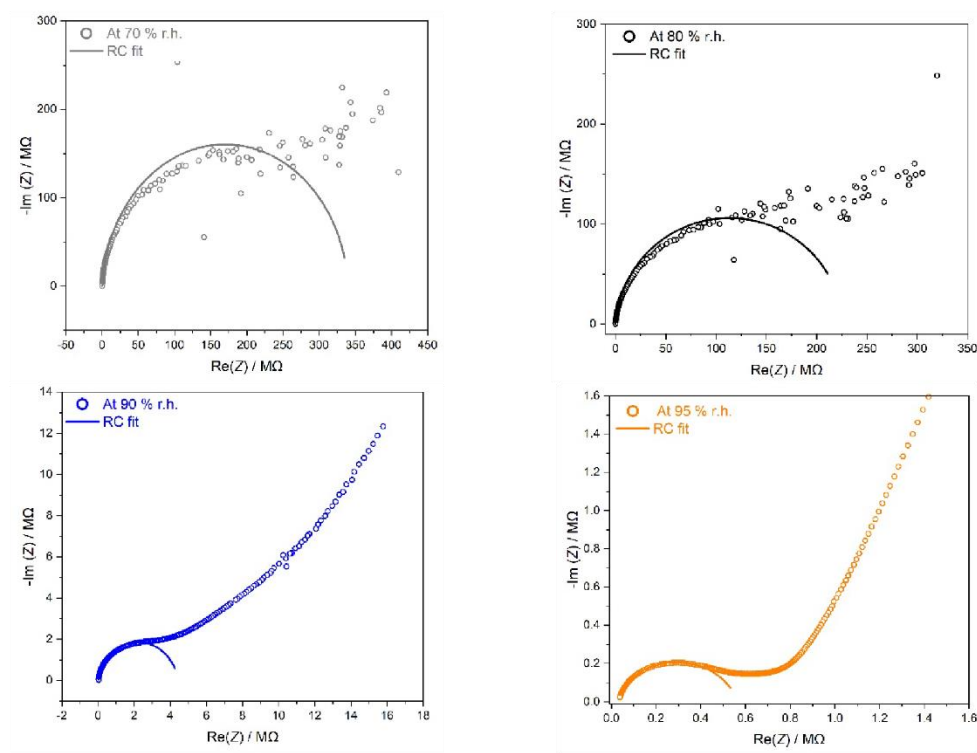 300
At 70 % r.h.
RC fit
200
100
0
-Im (Z) / MΩ
-50 0 50 100 150 200 250 300 350 400 450
Re(Z) / MΩ
300
At 80 % r.h.
RC fit
200
100
0
-Im (Z) / MΩ
0 50 100 150 200 250 300 350
Re(Z) / MΩ
14
At 90 % r.h.
RC fit
12
10
8
6
4
2
0
-Im (Z) / MΩ
-2 0 2 4 6 8 10 12 14 16 18
Re(Z) / MΩ
1.6
At 95 % r.h.
RC fit
1.4
1.2
1.0
0.8
0.6
0.4
0.2
0.0
-Im (Z) / MΩ
0.0 0.2 0.4 0.6 0.8 1.0 1.2 1.4 1.6
Re(Z) / MΩ